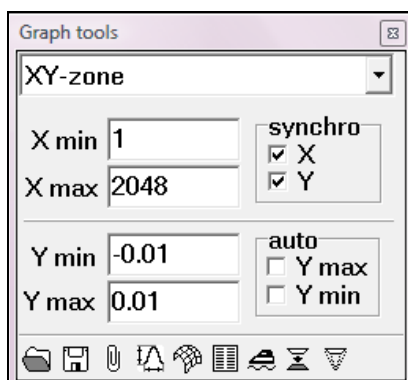 Graph tools
XY-zone
X min 1
X max 2048
synchro
X
Y
Y min -0.01
Y max 0.01
auto
Y max
Y min